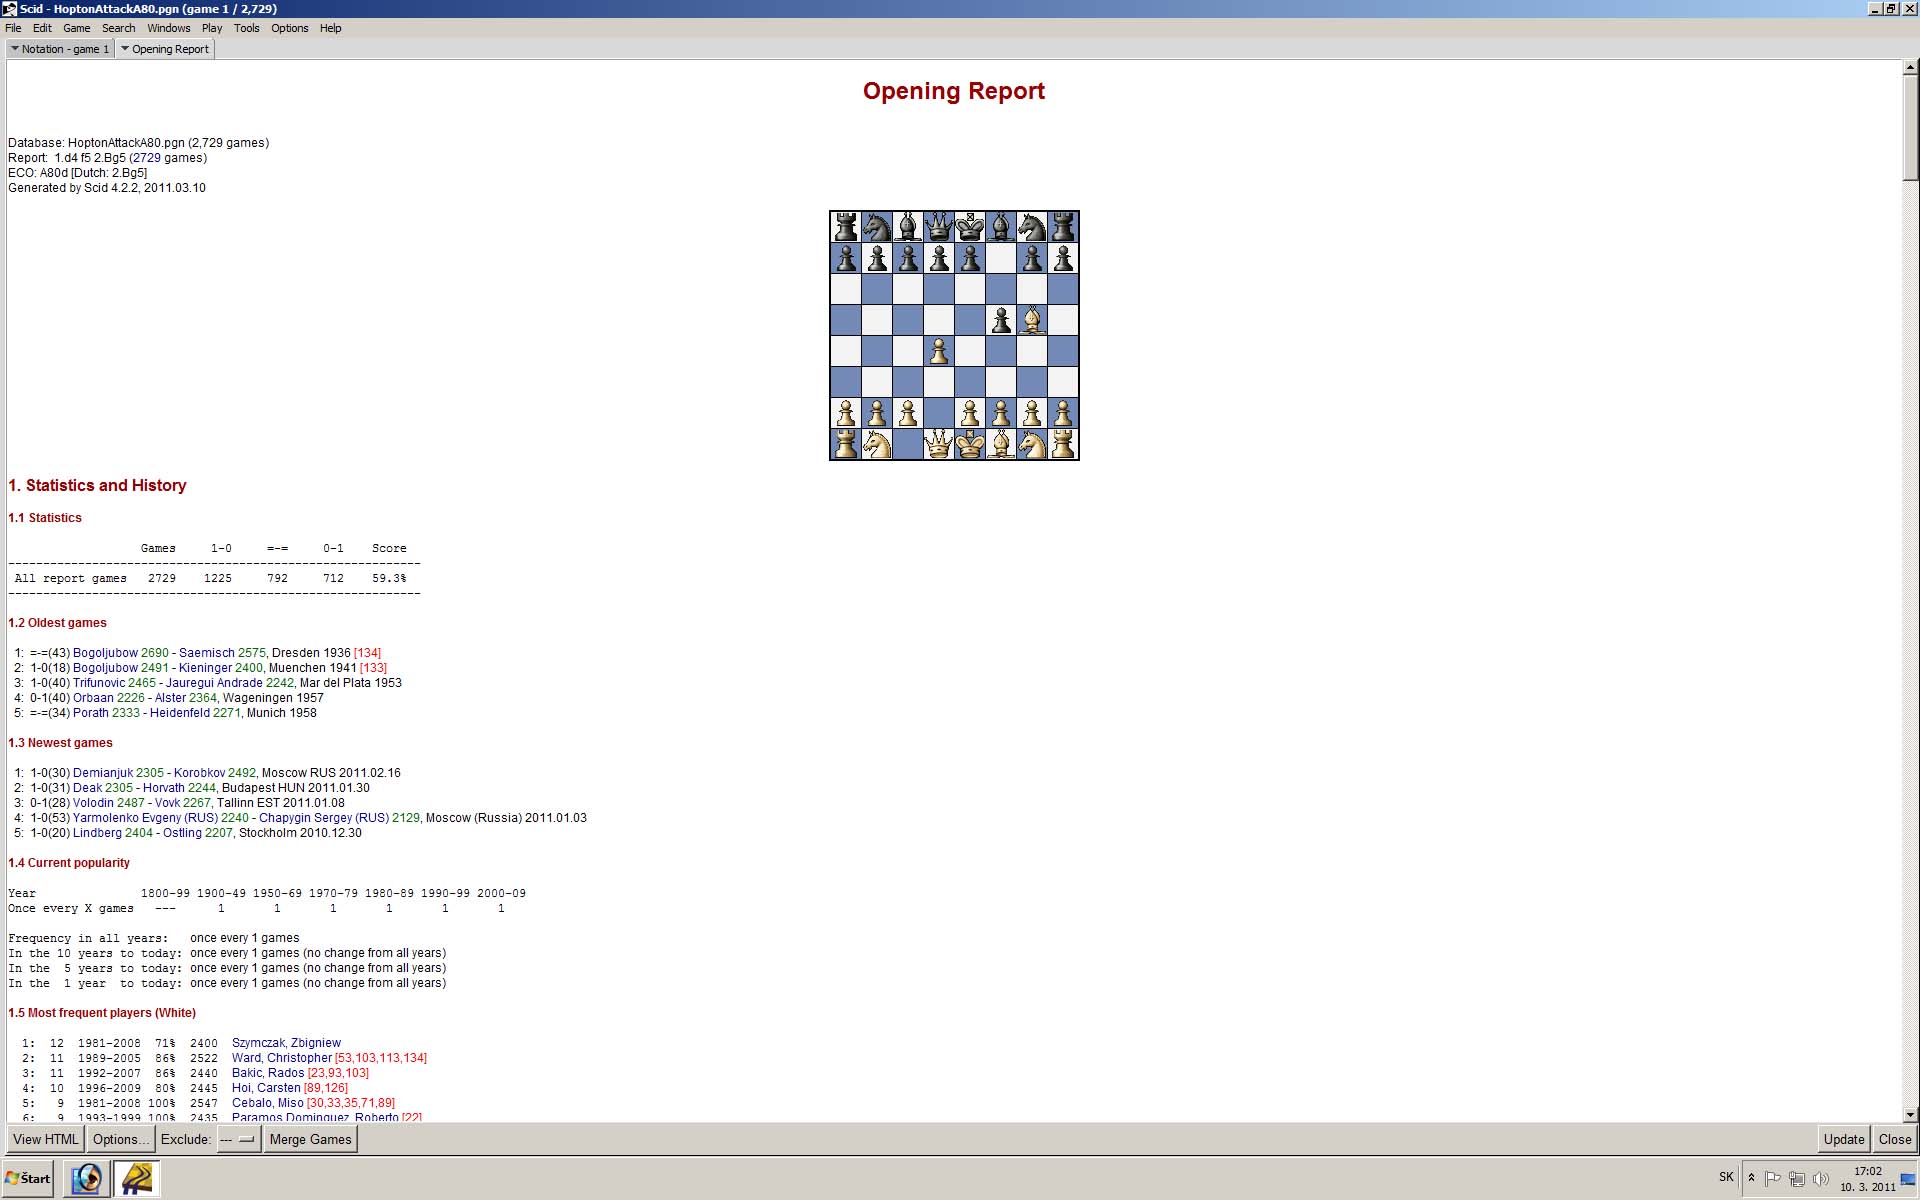 Scid - HoptonAttackA80.pgn (game 1 / 2,729)
File Edit Game Search Windows Play Tools Options Help
Notation - game 1 Opening Report
Opening Report
Database: HoptonAttackA80.pgn (2,729 games)
Report: 1.d4 f5 2.Bg5 (2729 games)
ECO: A80d [Dutch: 2.Bg5]
Generated by Scid 4.2.2, 2011.03.10
1. Statistics and History
1.1 Statistics
Games 1-0 =-= 0-1 Score
------------------------------------------------------------
All report games 2729 1225 792 712 59.3%
------------------------------------------------------------
1.2 Oldest games
1: =-=(43) Bogoljubow 2690 - Saemisch 2575, Dresden 1936 [134]
2: 1-0(18) Bogoljubow 2491 - Kieninger 2400, Muenchen 1941 [133]
3: 1-0(40) Trifunovic 2465 - Jauregui Andrade 2242, Mar del Plata 1953
4: 0-1(40) Orbaan 2226 - Alster 2364, Wageningen 1957
5: =-=(34) Porath 2333 - Heidenfeld 2271, Munich 1958
1.3 Newest games
1: 1-0(30) Demianjuk 2305 - Korobkov 2492, Moscow RUS 2011.02.16
2: 1-0(31) Deak 2305 - Horvath 2244, Budapest HUN 2011.01.30
3: 0-1(28) Volodin 2487 - Vovk 2267, Tallinn EST 2011.01.08
4: 1-0(53) Yarmolenko Evgeny (RUS) 2240 - Chapygin Sergey (RUS) 2129, Moscow (Russia) 2011.01.03
5: 1-0(20) Lindberg 2404 - Ostling 2207, Stockholm 2010.12.30
1.4 Current popularity
Year 1800-99 1900-49 1950-69 1970-79 1980-89 1990-99 2000-09
Once every X games --- 1 1 1 1 1 1
Frequency in all years: once every 1 games
In the 10 years to today: once every 1 games (no change from all years)
In the 5 years to today: once every 1 games (no change from all years)
In the 1 year to today: once every 1 games (no change from all years)
1.5 Most frequent players (White)
1: 12 1981-2008 71% 2400 Szymczak, Zbigniew
2: 11 1989-2005 86% 2522 Ward, Christopher [53,103,113,134]
3: 11 1992-2007 86% 2440 Bakic, Rados [23,93,103]
4: 10 1996-2009 80% 2445 Hoi, Carsten [89,126]
5: 9 1981-2008 100% 2547 Cebalo, Miso [30,33,35,71,89]
6: 9 1993-1999 100% 2435 Paramos Dominguez, Roberto [22]
View HTML Options... Exclude: --- Merge Games Update Close
Štart SK 17:02
10. 3. 2011